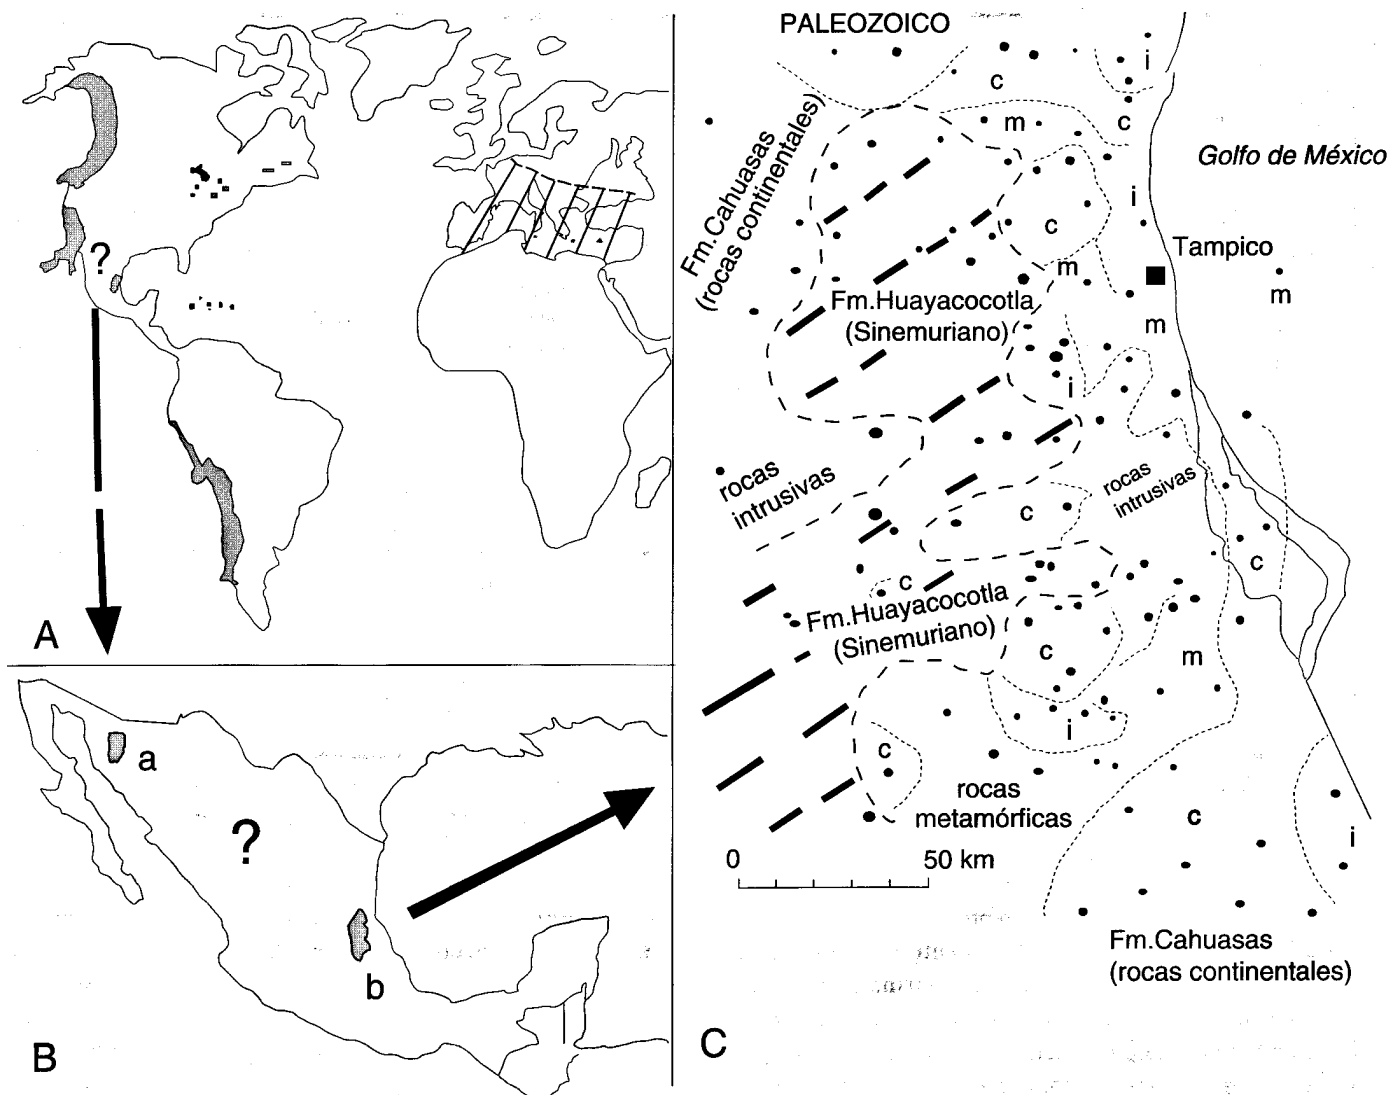 ?
A
a
?
b
B
PALEOZOICO
i
c
c
m
Fm.Cahuasas
(rocas continentales)
Golfo de México
i
c
Tampico
m
m
m
Fm.Huayacocotla
(Sinemuriano)
i
rocas
intrusivas
rocas
intrusivas
c
c
c
Fm.Huayacocotla
(Sinemuriano)
c
m
i
c
rocas
metamórficas
c
i
0 50 km
Fm.Cahuasas
(rocas continentales)
C